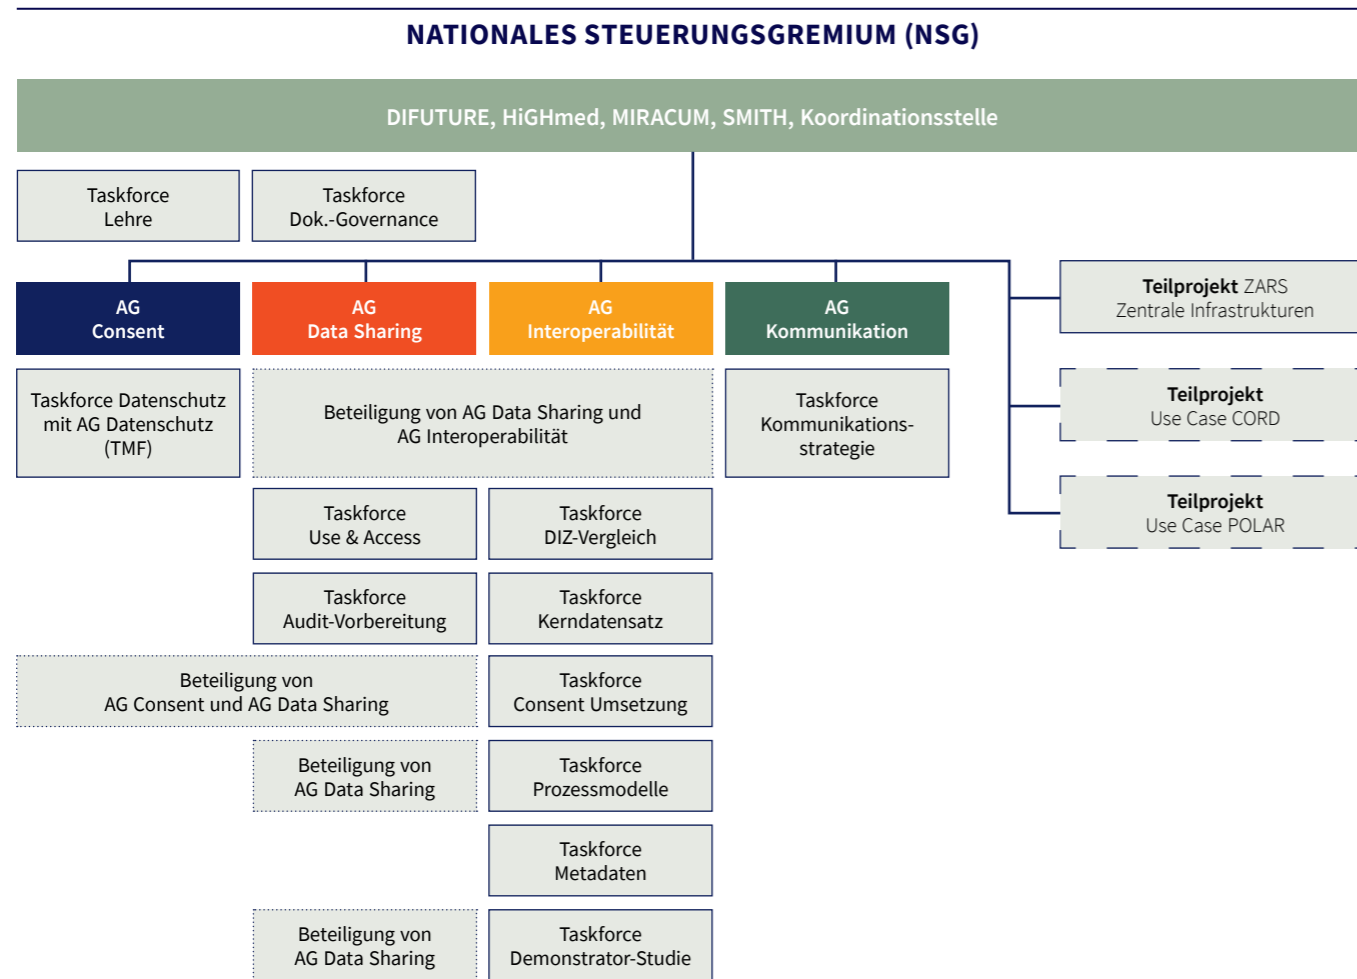 NATIONALES STEUERUNGSGREMIUM (NSG)
DIFUTURE, HiGHmed, MIRACUM, SMITH, Koordinationsstelle
Taskforce
Lehre
Taskforce
Dok.-Governance
AG
Consent
AG
Data Sharing
AG
Interoperabilität
AG
Kommunikation
Teilprojekt ZARS
Zentrale Infrastrukturen
Teilprojekt
Use Case CORD
Teilprojekt
Use Case POLAR
Taskforce Datenschutz
mit AG Datenschutz
(TMF)
Beteiligung von AG Data Sharing und
AG Interoperabilität
Taskforce
Kommunikations-
strategie
Taskforce
Use & Access
Taskforce
DIZ-Vergleich
Taskforce
Audit-Vorbereitung
Taskforce
Kerndatensatz
Beteiligung von
AG Consent und AG Data Sharing
Taskforce
Consent Umsetzung
Beteiligung von
AG Data Sharing
Taskforce
Prozessmodelle
Taskforce
Metadaten
Beteiligung von
AG Data Sharing
Taskforce
Demonstrator-Studie